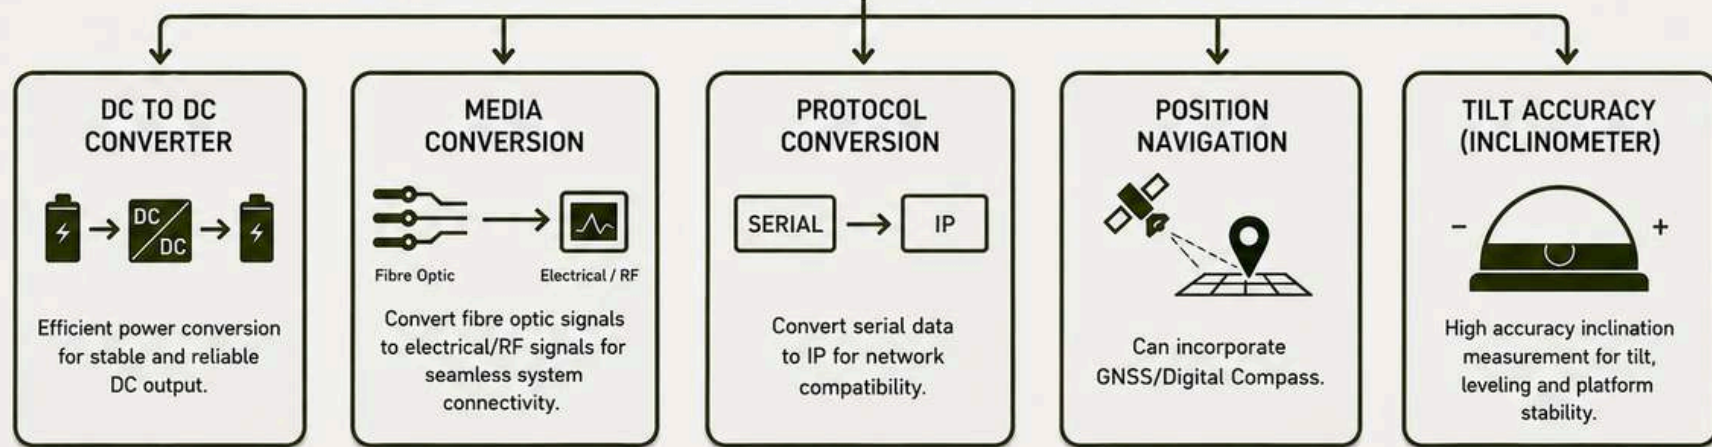 DC TO DC
CONVERTER
DC
DC
Efficient power conversion
for stable and reliable
DC output.
MEDIA
CONVERSION
Fibre Optic
Electrical / RF
Convert fibre optic signals
to electrical/RF signals for
seamless system
connectivity.
PROTOCOL
CONVERSION
SERIAL
IP
Convert serial data
to IP for network
compatibility.
POSITION
NAVIGATION
Can incorporate
GNSS/Digital Compass.
TILT ACCURACY
(INCLINOMETER)
- +
High accuracy inclination
measurement for tilt,
leveling and platform
stability.